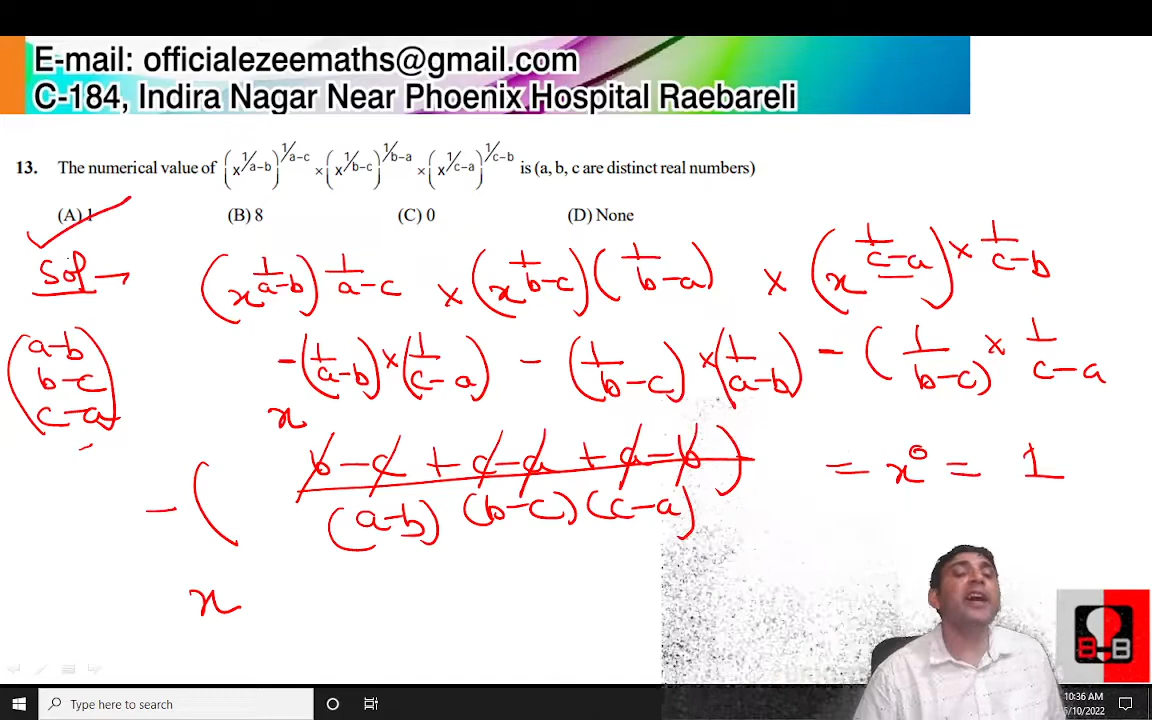 E-mail: officialezeemaths@gmail.com
C-184, Indira Nagar Near Phoenix Hospital Raebareli
13. The numerical value of (x^1/a-b)^1/a-c × (x^1/b-c)^1/b-a × (x^1/c-a)^1/c-b is (a, b, c are distinct real numbers)
(A) 1 (B) 8 (C) 0 (D) None
Sol → (x^1/a-b)^1/a-c × (x^1/b-c)(1/b-a) × (x^1/c-a)×1/c-b
a-b
b-c
c-a
x -(1/a-b)×(1/c-a) - (1/b-c)×(1/a-b) - (1/b-c)×1/c-a
x -(b-c+c-a+a-b/(a-b)(b-c)(c-a)) = x^0 = 1
B-B
Type here to search
10:36 AM
/10/2022